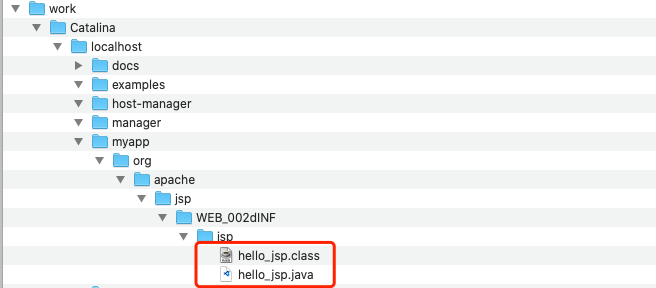 work
Catalina
localhost
docs
examples
host-manager
manager
myapp
org
apache
jsp
WEB_002dINF
jsp
hello_jsp.class
hello_jsp.java